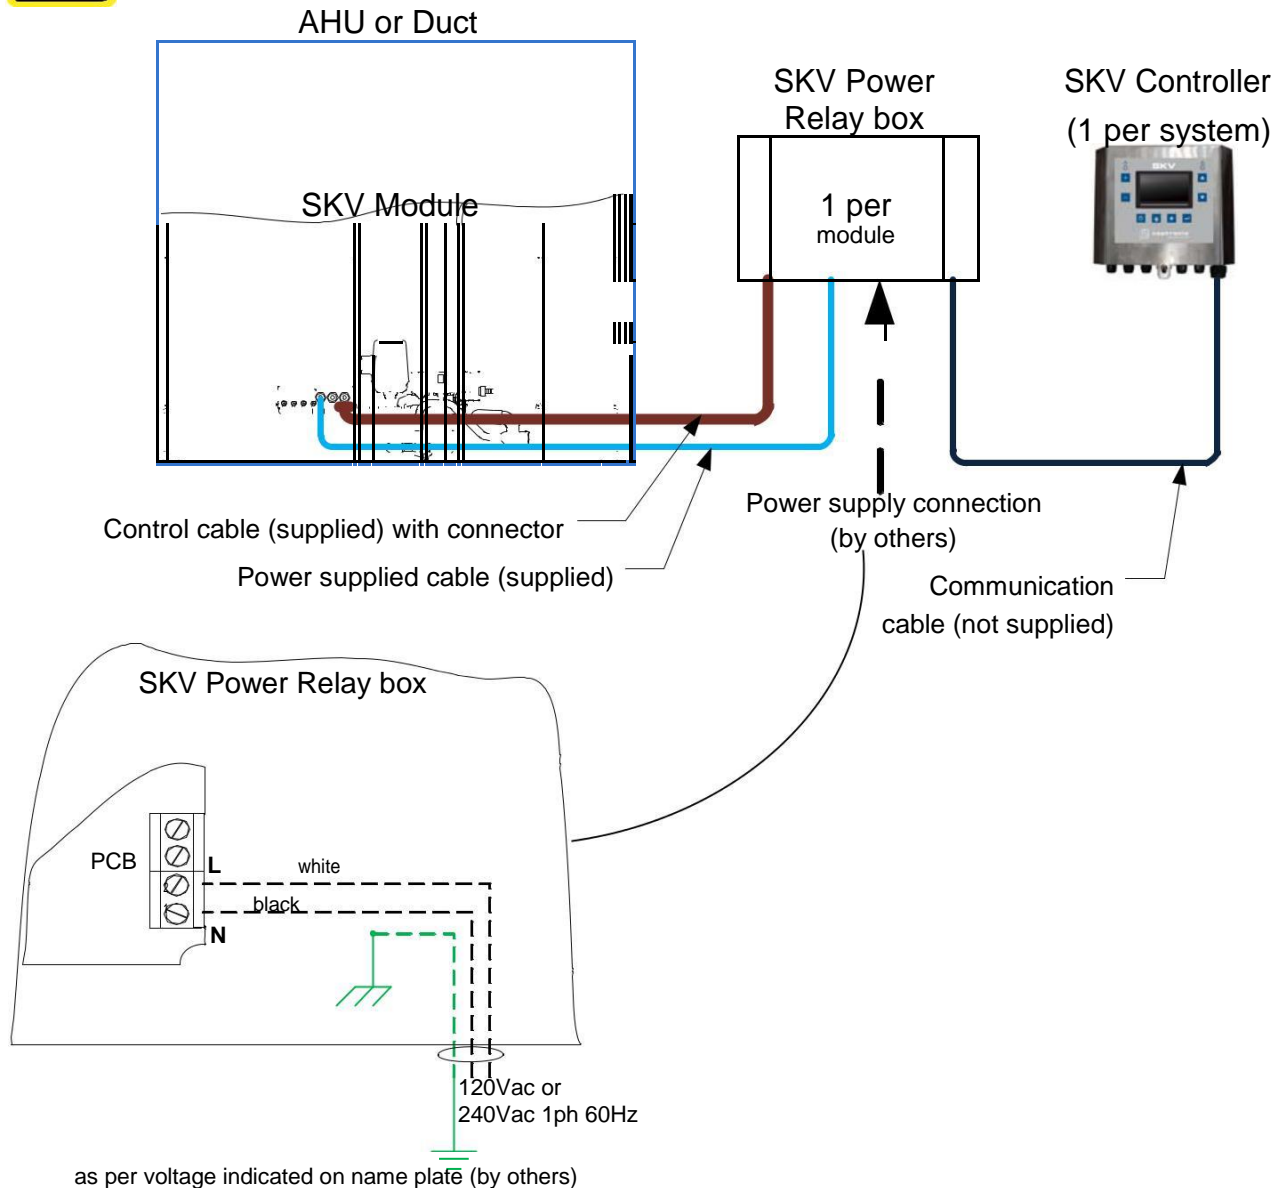 AHU or Duct
SKV Power
Relay box
SKV Controller
(1 per system)
SKV Module
1 per
module
SKV
Control cable (supplied) with connector
Power supplied cable (supplied)
Power supply connection
(by others)
Communication
cable (not supplied)
SKV Power Relay box
PCB
L
white
black
N
120Vac or
240Vac 1ph 60Hz
as per voltage indicated on name plate (by others)